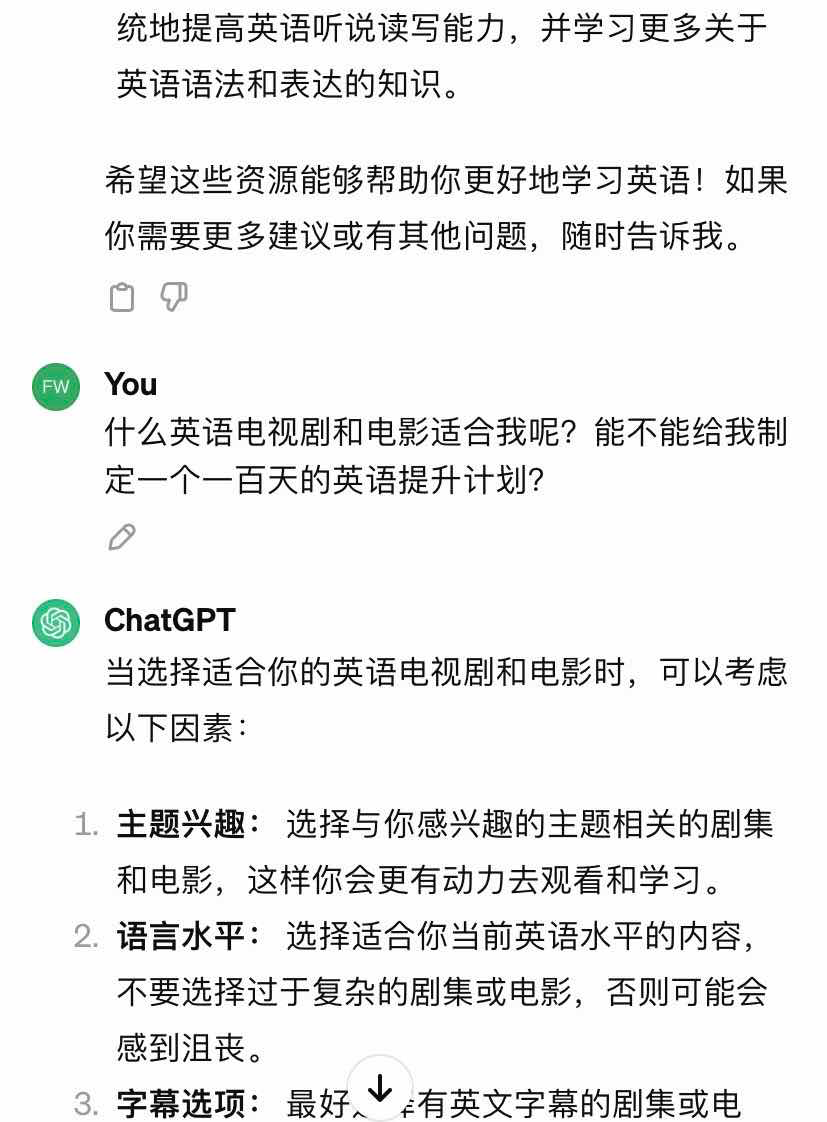 统地提高英语听说读写能力，并学习更多关于
英语语法和表达的知识。
希望这些资源能够帮助你更好地学习英语！如果
你需要更多建议或有其他问题，随时告诉我。
FW
You
什么英语电视剧和电影适合我呢？能不能给我制
定一个一百天的英语提升计划？
ChatGPT
当选择适合你的英语电视剧和电影时，可以考虑
以下因素：
1. 主题兴趣： 选择与你感兴趣的主题相关的剧集
和电影，这样你会更有动力去观看和学习。
2. 语言水平： 选择适合你当前英语水平的内容，
不要选择过于复杂的剧集或电影，否则可能会
感到沮丧。
3. 字幕选项： 最好有英文字幕的剧集或电